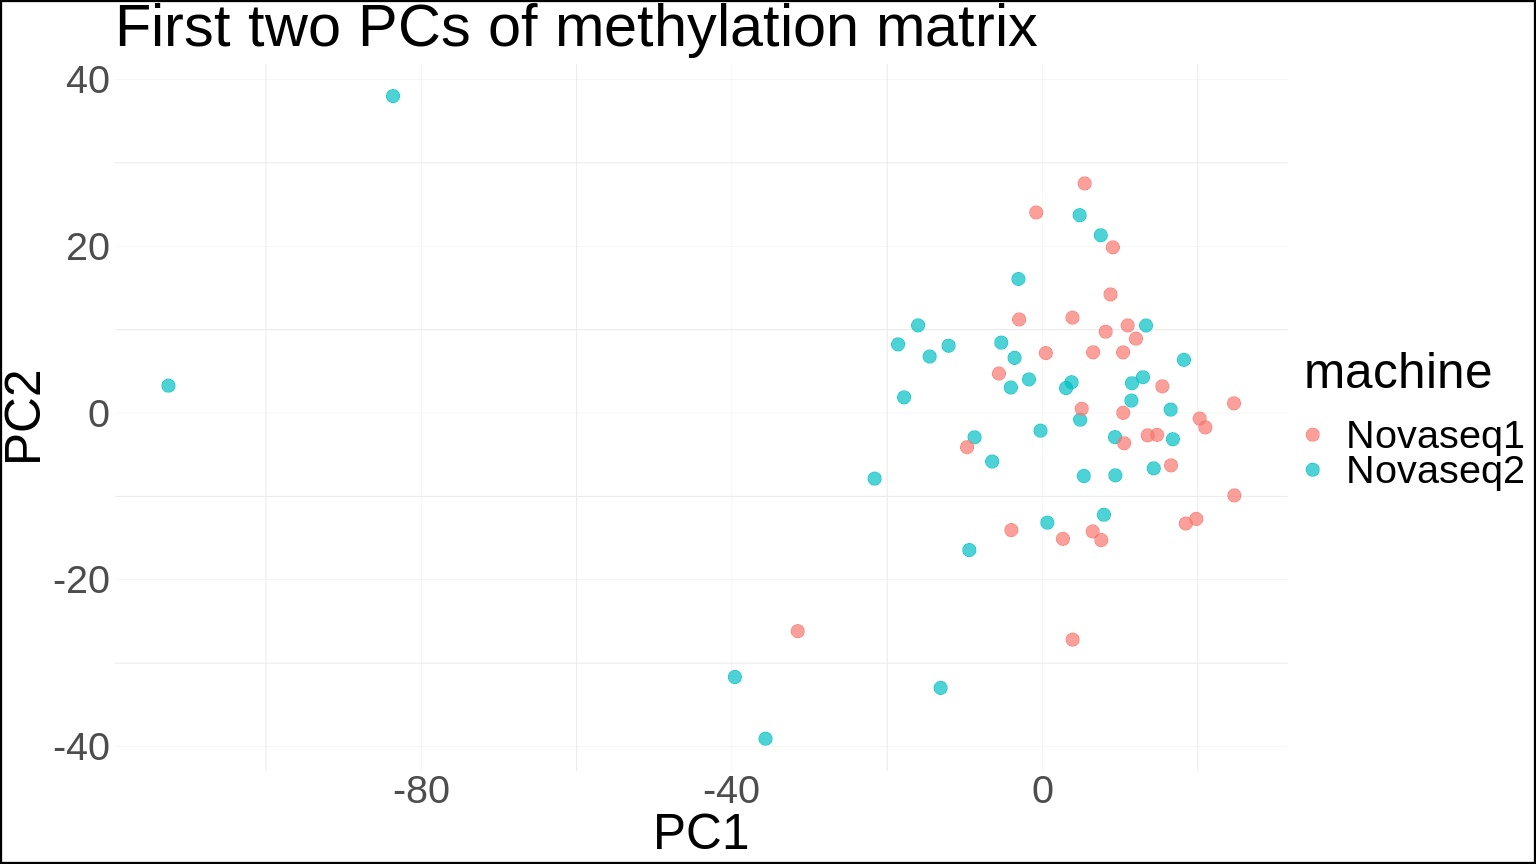 First two PCs of methylation matrix
40
20
0
-20
-40
PC2
-80
-40
0
PC1
machine
Novaseq1
Novaseq2